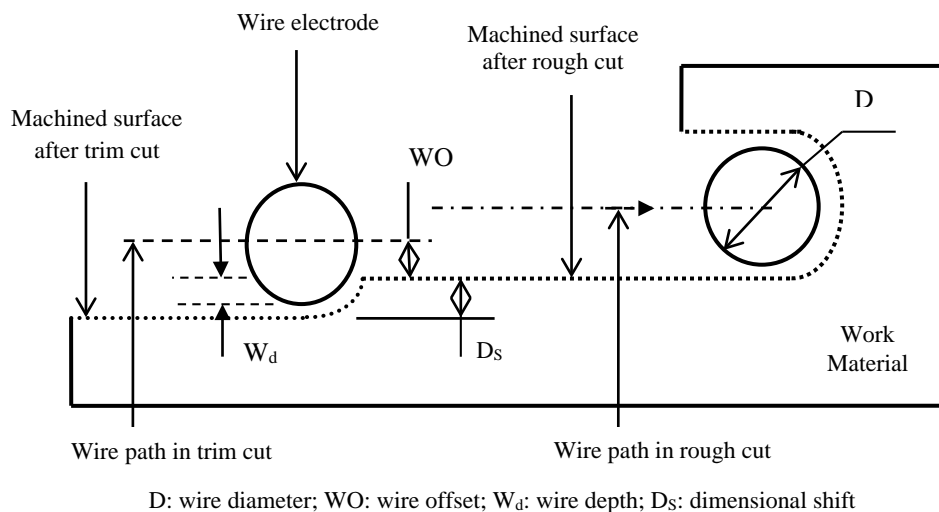 Wire electrode
Machined surface
after rough cut
D
Machined surface
after trim cut
WO
Wd
DS
Work
Material
Wire path in trim cut
Wire path in rough cut
D: wire diameter; WO: wire offset; Wd: wire depth; DS: dimensional shift